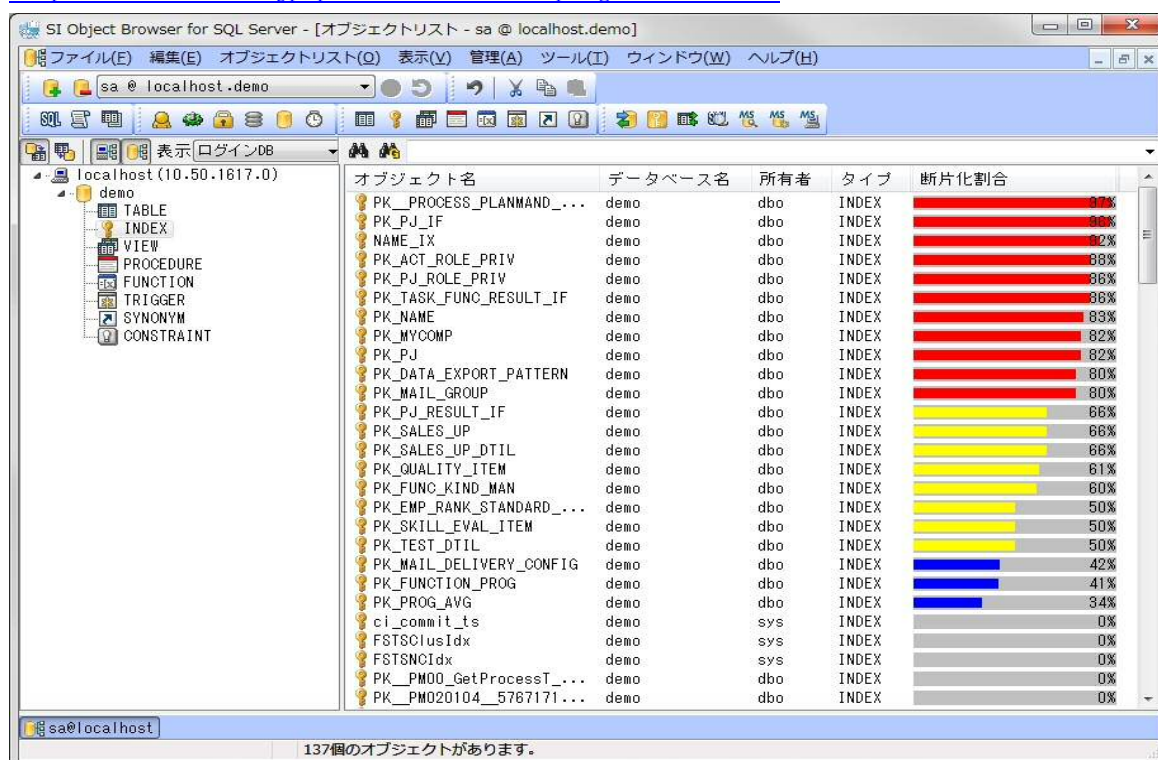 SI Object Browser for SQL Server - [オブジェクトリスト - sa @ localhost.demo]
ファイル(F) 編集(E) オブジェクトリスト(O) 表示(V) 管理(A) ツール(T) ウィンドウ(W) ヘルプ(H)
sa @ localhost.demo
SQL MS MS MS
表示 ログインDB
localhost(10.50.1617.0)
demo
TABLE
INDEX
VIEW
PROCEDURE
FUNCTION
TRIGGER
SYNONYM
CONSTRAINT
オブジェクト名 データベース名 所有者 タイプ 断片化割合
PK__PROCESS_PLANMAND_... demo dbo INDEX 97%
PK_PJ_IF demo dbo INDEX 96%
NAME_IX demo dbo INDEX 92%
PK_ACT_ROLE_PRIV demo dbo INDEX 88%
PK_PJ_ROLE_PRIV demo dbo INDEX 86%
PK_TASK_FUNC_RESULT_IF demo dbo INDEX 86%
PK_NAME demo dbo INDEX 83%
PK_MYCOMP demo dbo INDEX 82%
PK_PJ demo dbo INDEX 82%
PK_DATA_EXPORT_PATTERN demo dbo INDEX 80%
PK_MAIL_GROUP demo dbo INDEX 80%
PK_PJ_RESULT_IF demo dbo INDEX 66%
PK_SALES_UP demo dbo INDEX 66%
PK_SALES_UP_DTIL demo dbo INDEX 66%
PK_QUALITY_ITEM demo dbo INDEX 61%
PK_FUNC_KIND_MAN demo dbo INDEX 60%
PK_EMP_RANK_STANDARD_... demo dbo INDEX 50%
PK_SKILL_EVAL_ITEM demo dbo INDEX 50%
PK_TEST_DTIL demo dbo INDEX 50%
PK_MAIL_DELIVERY_CONFIG demo dbo INDEX 42%
PK_FUNCTION_PROG demo dbo INDEX 41%
PK_PROG_AVG demo dbo INDEX 34%
ci_commit_ts demo sys INDEX 0%
FSTSClusIdx demo sys INDEX 0%
FSTSNCIdx demo sys INDEX 0%
PK__PM00_GetProcessT_... demo dbo INDEX 0%
PK__PM020104__5767171... demo dbo INDEX 0%
sa@localhost
137個のオブジェクトがあります。